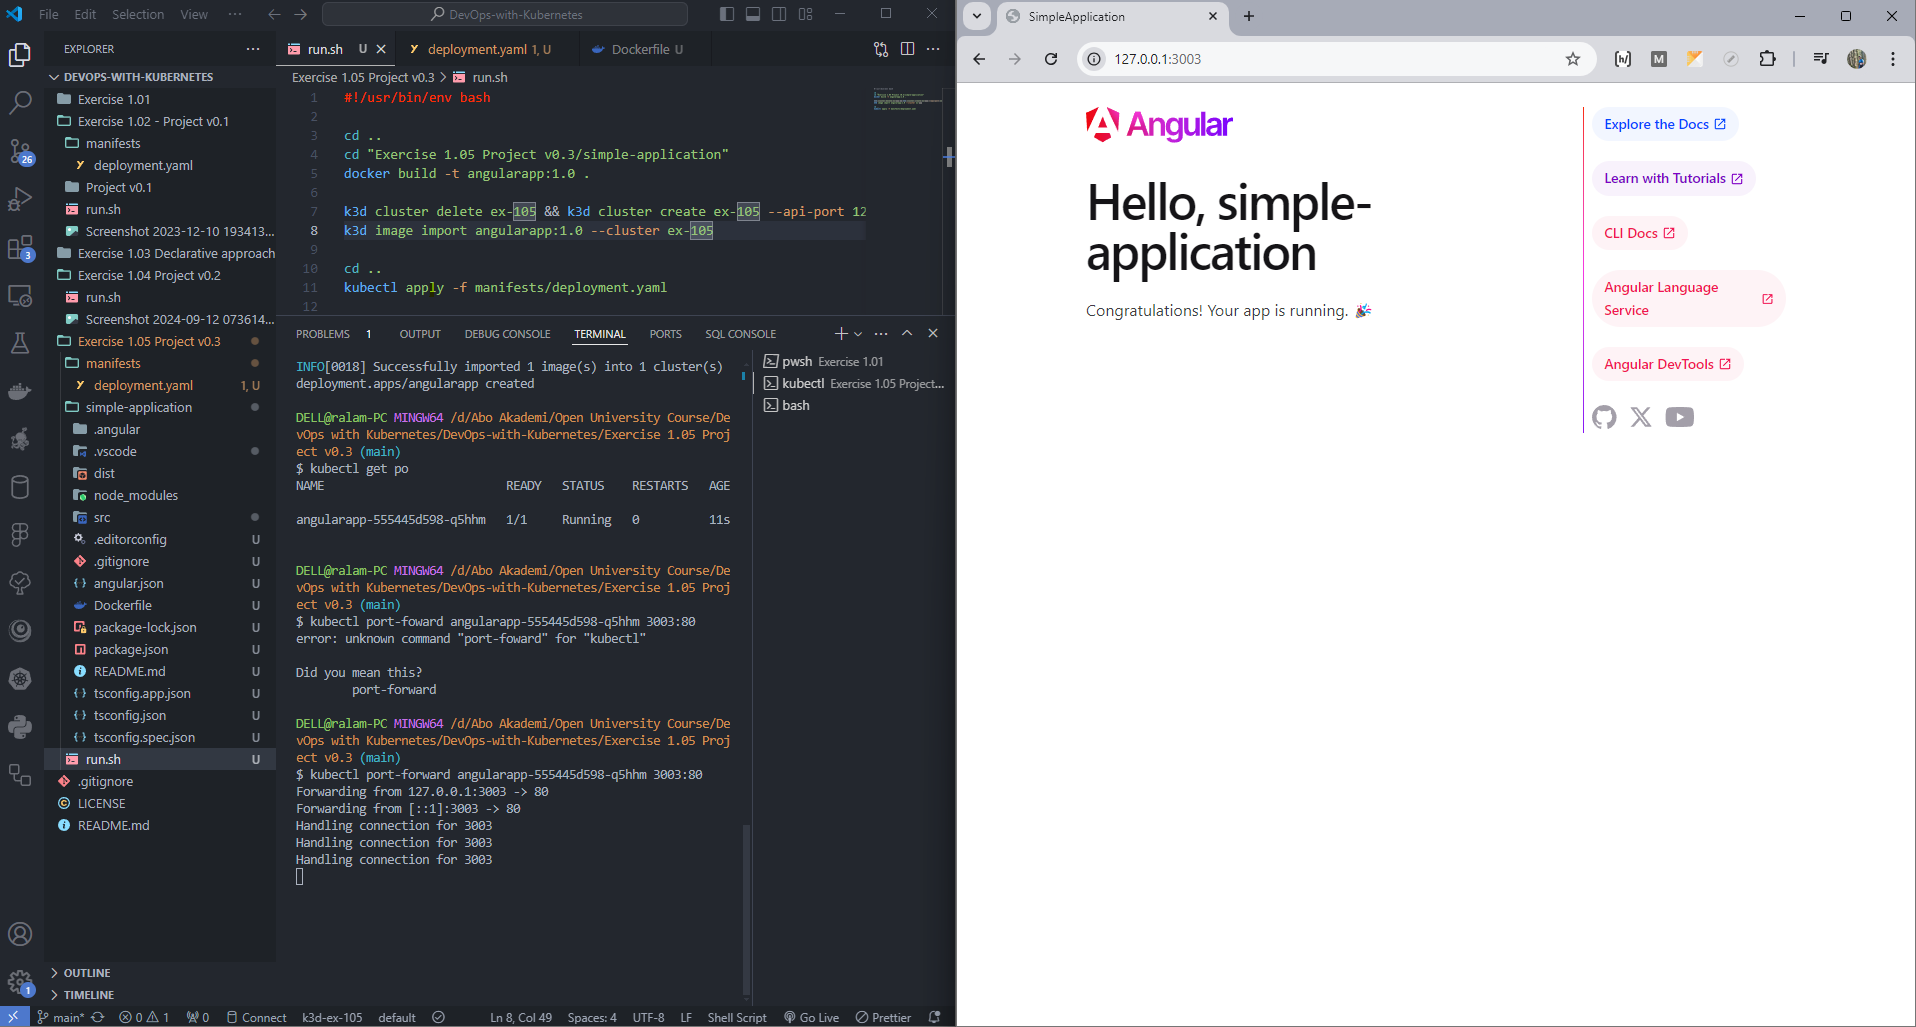 File Edit Selection View ··· DevOps-with-Kubernetes
EXPLORER ···
DEVOPS-WITH-KUBERNETES
Exercise 1.01
Exercise 1.02 - Project v0.1
manifests
deployment.yaml
Project v0.1
run.sh
Screenshot 2023-12-10 193413...
Exercise 1.03 Declarative approach
Exercise 1.04 Project v0.2
run.sh
Screenshot 2024-09-12 073614...
Exercise 1.05 Project v0.3
manifests
deployment.yaml 1, U
simple-application
.angular
.vscode
dist
node_modules
src
.editorconfig U
.gitignore U
angular.json U
Dockerfile U
package-lock.json U
package.json U
README.md U
tsconfig.app.json U
tsconfig.json U
tsconfig.spec.json U
run.sh U
.gitignore
LICENSE
README.md
OUTLINE
TIMELINE
26
3
1
run.sh U deployment.yaml 1, U Dockerfile U
Exercise 1.05 Project v0.3 > run.sh
1 #!/usr/bin/env bash
2
3 cd ..
4 cd "Exercise 1.05 Project v0.3/simple-application"
5 docker build -t angularapp:1.0 .
6
7 k3d cluster delete ex-105 && k3d cluster create ex-105 --api-port 12
8 k3d image import angularapp:1.0 --cluster ex-105
9
10 cd ..
11 kubectl apply -f manifests/deployment.yaml
12
PROBLEMS 1 OUTPUT DEBUG CONSOLE TERMINAL PORTS SQL CONSOLE
INFO[0018] Successfully imported 1 image(s) into 1 cluster(s)
deployment.apps/angularapp created
DELL@ralam-PC MINGW64 /d/Abo Akademi/Open University Course/De
vOps with Kubernetes/DevOps-with-Kubernetes/Exercise 1.05 Proj
ect v0.3 (main)
$ kubectl get po
NAME READY STATUS RESTARTS AGE
angularapp-555445d598-q5hhm 1/1 Running 0 11s
DELL@ralam-PC MINGW64 /d/Abo Akademi/Open University Course/De
vOps with Kubernetes/DevOps-with-Kubernetes/Exercise 1.05 Proj
ect v0.3 (main)
$ kubectl port-foward angularapp-555445d598-q5hhm 3003:80
error: unknown command "port-foward" for "kubectl"
Did you mean this?
port-forward
DELL@ralam-PC MINGW64 /d/Abo Akademi/Open University Course/De
vOps with Kubernetes/DevOps-with-Kubernetes/Exercise 1.05 Proj
ect v0.3 (main)
$ kubectl port-forward angularapp-555445d598-q5hhm 3003:80
Forwarding from 127.0.0.1:3003 -> 80
Forwarding from [::1]:3003 -> 80
Handling connection for 3003
Handling connection for 3003
Handling connection for 3003
pwsh Exercise 1.01
kubectl Exercise 1.05 Project...
bash
main* 0 1 0 Connect k3d-ex-105 default Ln 8, Col 49 Spaces: 4 UTF-8 LF Shell Script Go Live Prettier
SimpleApplication
127.0.0.1:3003
Angular
Hello, simple-
application
Congratulations! Your app is running. 🎉
Explore the Docs
Learn with Tutorials
CLI Docs
Angular Language
Service
Angular DevTools